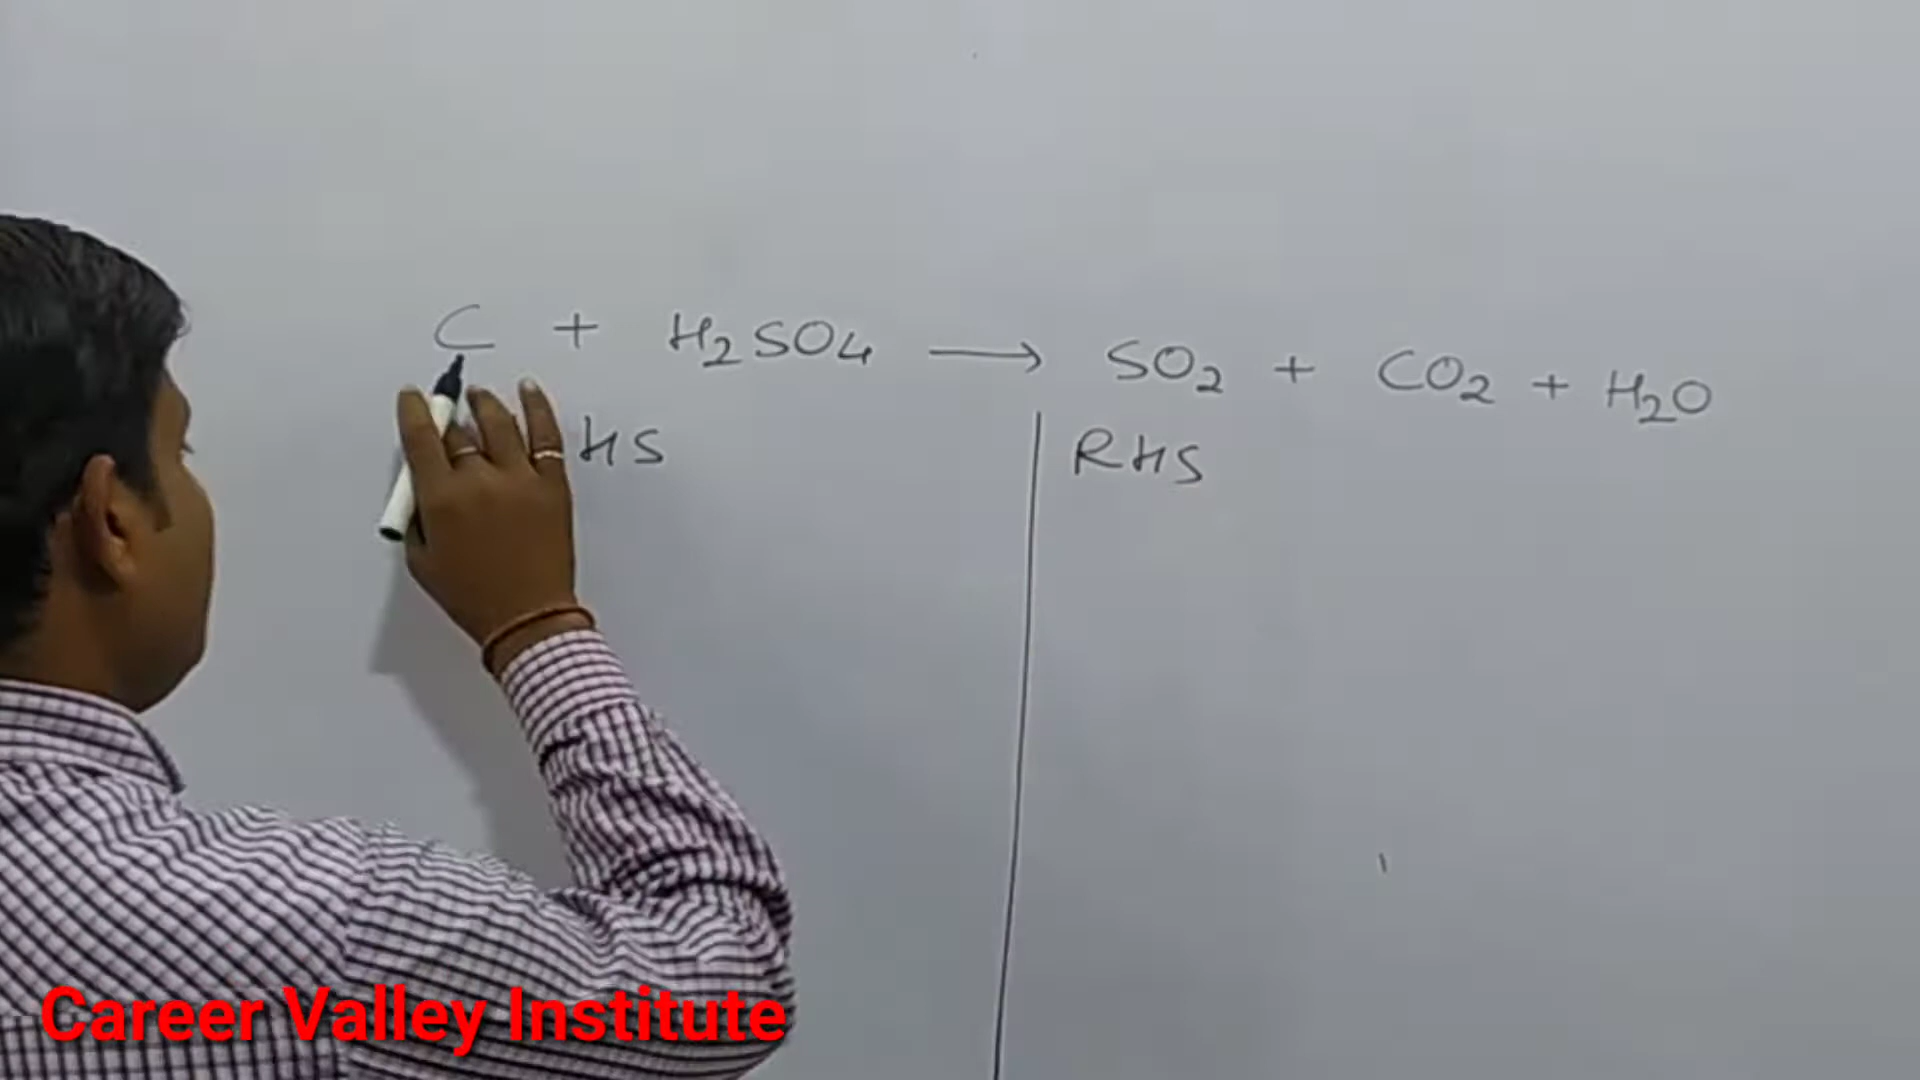 C + H₂SO₄ → SO₂ + CO₂ + H₂O
HS RHS
Career Valley Institute